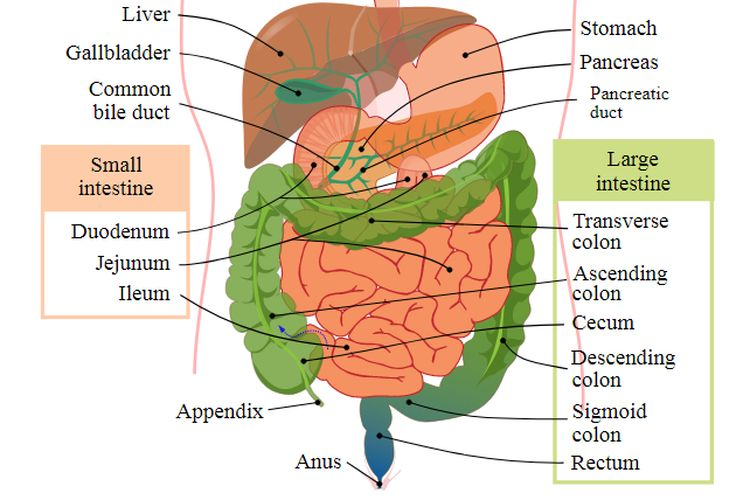 Liver
Gallbladder
Common
bile duct
Small
intestine
Duodenum
Jejunum
Ileum
Appendix
Anus
Stomach
Pancreas
Pancreatic
duct
Large
intestine
Transverse
colon
Ascending
colon
Cecum
Descending
colon
Sigmoid
colon
Rectum